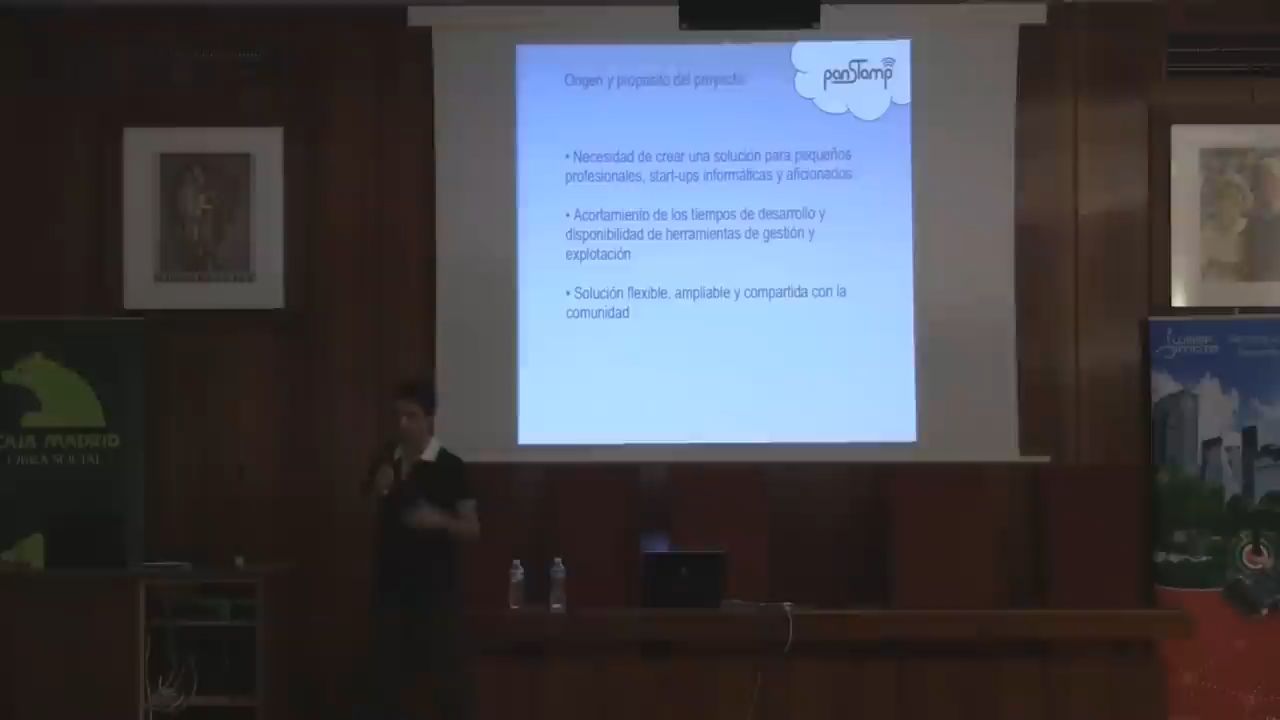 Origen y proposito del proyecto
panStamp
• Necesidad de crear una solución para pequeños
profesionales, start-ups informáticas y aficionados
• Acortamiento de los tiempos de desarrollo y
disponibilidad de herramientas de gestión y
explotación
• Solución flexible, ampliable y compartida con la
comunidad
CAJA MADRID
OBRA SOCIAL